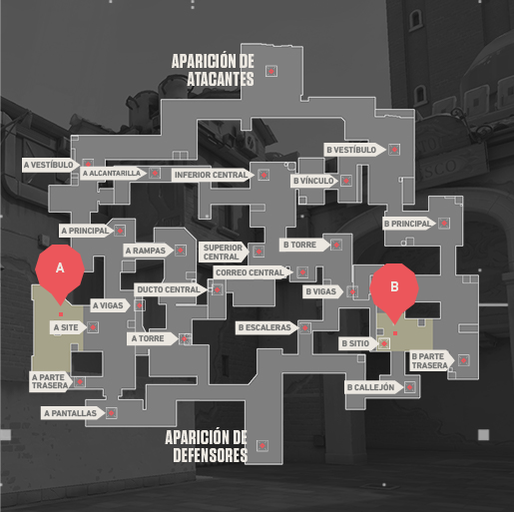 APARICIÓN DE
ATACANTES
B VESTÍBULO
A VESTÍBULO
A ALCANTARILLA
INFERIOR CENTRAL
B VÍNCULO
B PRINCIPAL
A PRINCIPAL
A RAMPAS
SUPERIOR
CENTRAL
B TORRE
CORREO CENTRAL
A
DUCTO CENTRAL
B VIGAS
B
A VIGAS
A SITE
B ESCALERAS
A TORRE
B SITIO
B PARTE
TRASERA
A PARTE
TRASERA
B CALLEJÓN
A PANTALLAS
APARICIÓN DE
DEFENSORES